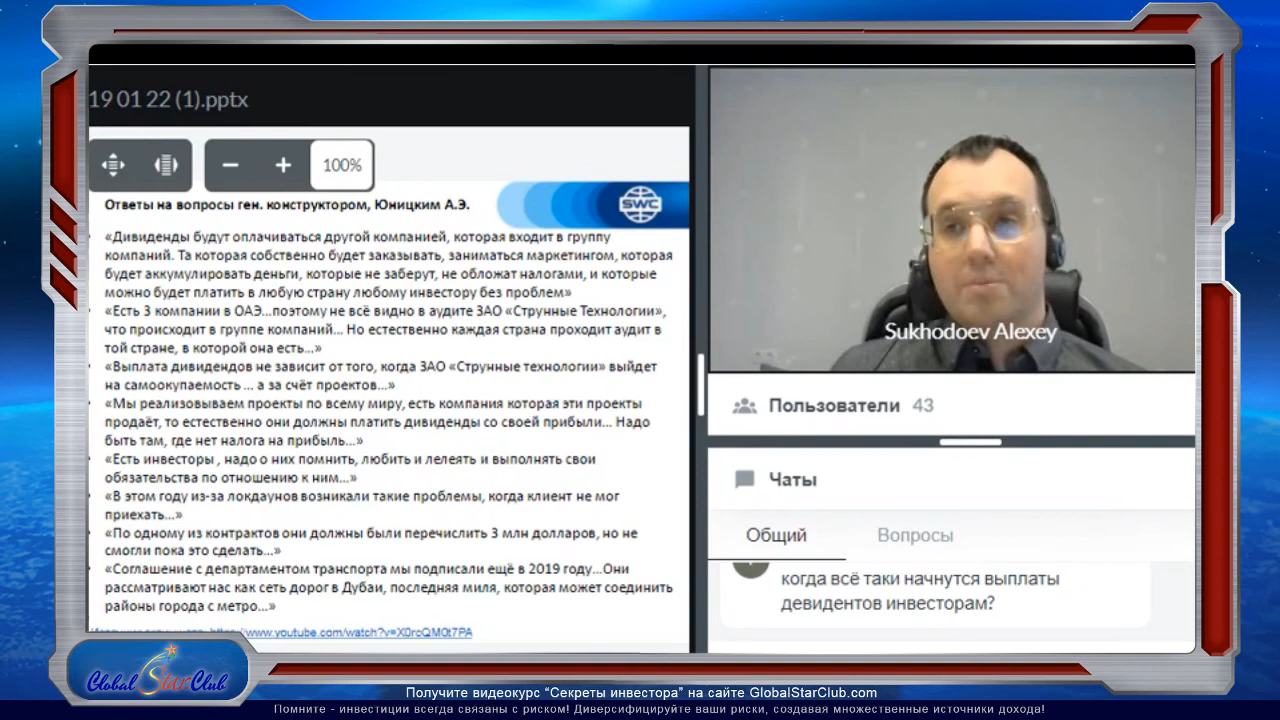 19 01 22 (1).pptx
100%
Ответы на вопросы ген. конструктором, Юницким А.Э.
SWC
«Дивиденды будут оплачиваться другой компанией, которая входит в группу
компаний. Та которая собственно будет заказывать, заниматься маркетингом, которая
будет аккумулировать деньги, которые не заберут, не обложат налогами, и которые
можно будет платить в любую страну любому инвестору без проблем»
«Есть 3 компании в ОАЭ...поэтому не всё видно в аудите ЗАО «Струнные Технологии»,
что происходит в группе компаний... Но естественно каждая страна проходит аудит в
той стране, в которой она есть...»
«Выплата дивидендов не зависит от того, когда ЗАО «Струнные технологии» выйдет
на самоокупаемость ... а за счёт проектов...»
«Мы реализовываем проекты по всему миру, есть компания которая эти проекты
продаёт, то естественно они должны платить дивиденды со своей прибыли... Надо
быть там, где нет налога на прибыль...»
«Есть инвесторы , надо о них помнить, любить и лелеять и выполнять свои
обязательства по отношению к ним...»
«В этом году из-за локдаунов возникали такие проблемы, когда клиент не мог
приехать...»
«По одному из контрактов они должны были перечислить 3 млн долларов, но не
смогли пока это сделать...»
«Соглашение с департаментом транспорта мы подписали ещё в 2019 году...Они
рассматривают нас как сеть дорог в Дубаи, последняя миля, которая может соединить
районы города с метро...»
Sukhodoev Alexey
Пользователи 43
Чаты
Общий Вопросы
когда всё таки начнутся выплаты
девидентов инвесторам?
Global Star Club
Получите видеокурс "Секреты инвестора" на сайте GlobalStarClub.com
Помните - инвестиции всегда связаны с риском! Диверсифицируйте ваши риски, создавая множественные источники дохода!